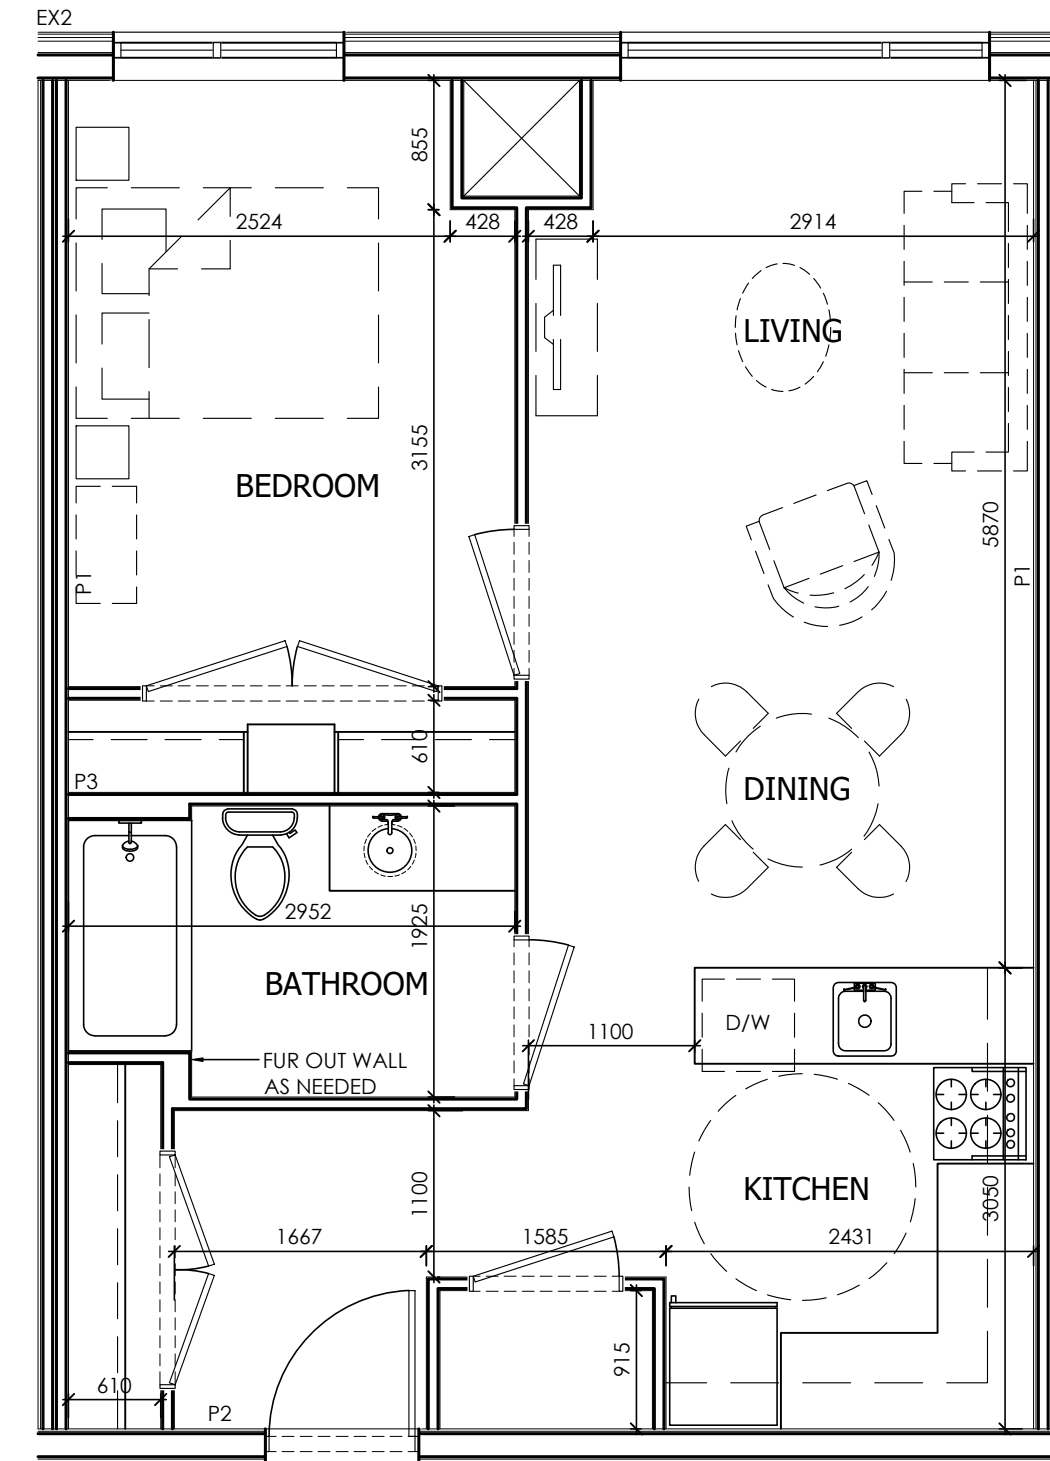 EX2
855
2524
428
428
2914
LIVING
3155
BEDROOM
5870
P1
P1
610
P3
DINING
2952
1925
BATHROOM
D/W
1100
FUR OUT WALL
AS NEEDED
KITCHEN
1100
3050
1667
1585
2431
915
610
P2